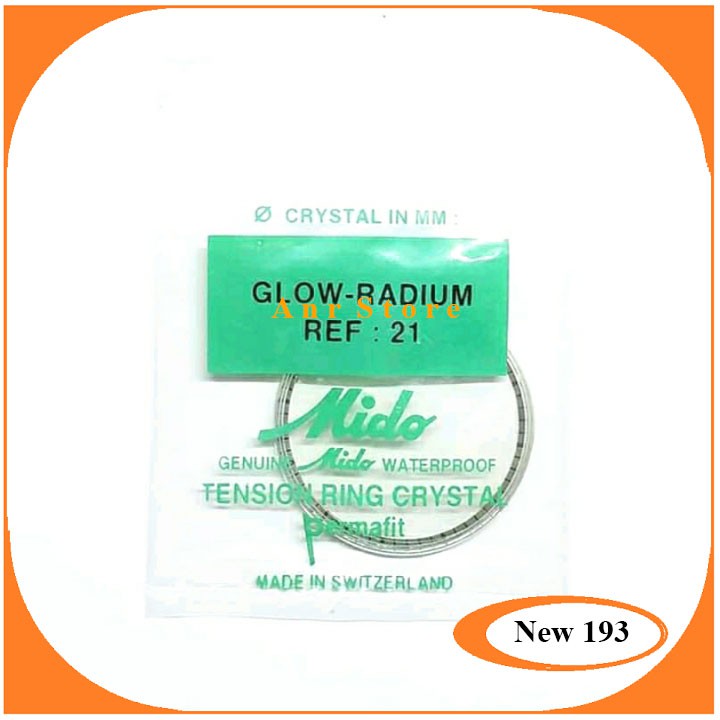 Ø CRYSTAL IN MM :
GLOW-RADIUM
Anr Store
REF : 21
Mido
GENUINE Mido WATERPROOF
TENSION RING CRYSTAL
permafit
MADE IN SWITZERLAND
New 193